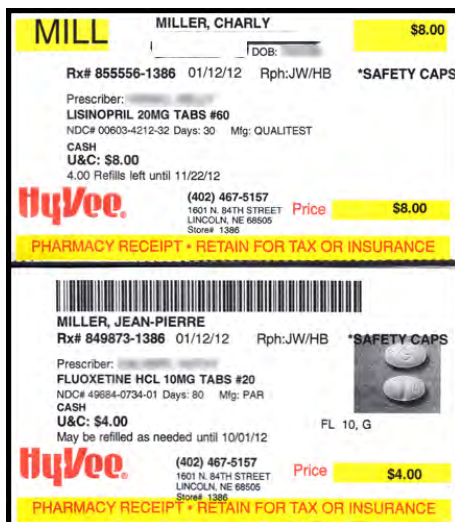 MILL
MILLER, CHARLY
$8.00
DOB:
Rx# 855556-1386 01/12/12 Rph:JW/HB *SAFETY CAPS
Prescriber:
LISINOPRIL 20MG TABS #60
NDC# 00603-4212-32 Days: 30 Mfg: QUALITEST
CASH
U&C: $8.00
4.00 Refills left until 11/22/12
HyVee®
(402) 467-5157
1601 N. 84TH STREET
LINCOLN, NE 68505
Store# 1386
Price $8.00
PHARMACY RECEIPT • RETAIN FOR TAX OR INSURANCE
MILLER, JEAN-PIERRE
Rx# 849873-1386 01/12/12 Rph:JW/HB *SAFETY CAPS
Prescriber:
FLUOXETINE HCL 10MG TABS #20
NDC# 49884-0734-01 Days: 80 Mfg: PAR
CASH
U&C: $4.00
May be refilled as needed until 10/01/12
FL 10, G
HyVee®
(402) 467-5157
1601 N. 84TH STREET
LINCOLN, NE 68505
Store# 1386
Price $4.00
PHARMACY RECEIPT • RETAIN FOR TAX OR INSURANCE